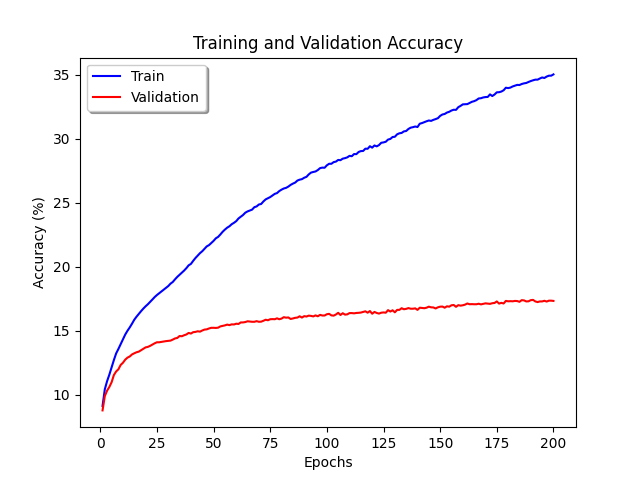 Training and Validation Accuracy
Train
Validation
Accuracy (%)
35
30
25
20
15
10
0 25 50 75 100 125 150 175 200
Epochs